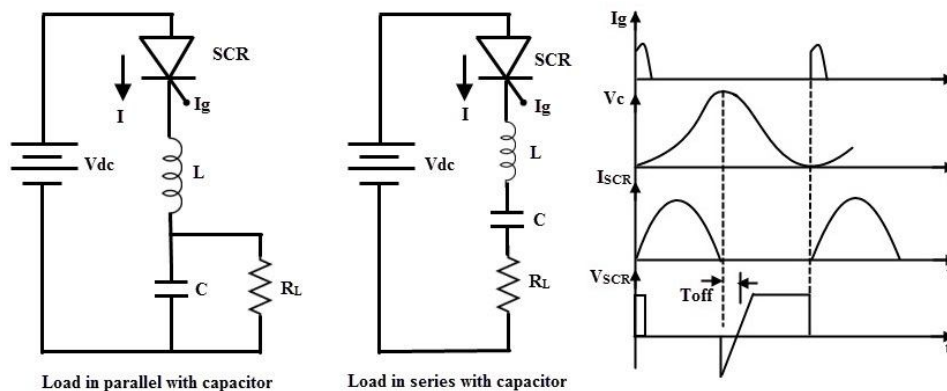 SCR
Ig
I
L
Vdc
C
RL
Load in parallel with capacitor
SCR
Ig
I
L
Vdc
C
RL
Load in series with capacitor
Ig
Vc
ISCR
VSCR
Toff
t